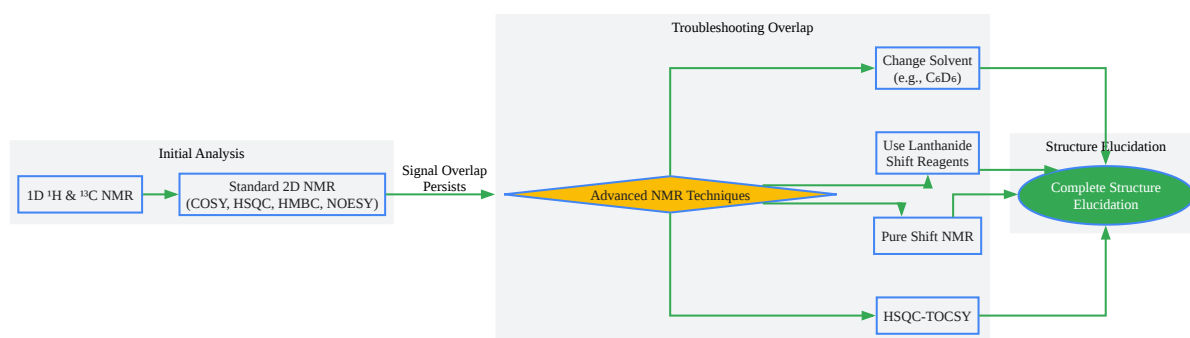 Troubleshooting Overlap
Change Solvent
(e.g., C₆D₆)
Initial Analysis
1D ¹H & ¹³C NMR
Standard 2D NMR
(COSY, HSQC, HMBC, NOESY)
Signal Overlap
Persists
Advanced NMR Techniques
Use Lanthanide
Shift Reagents
Pure Shift NMR
HSQC-TOCSY
Structure Elucidation
Complete Structure
Elucidation